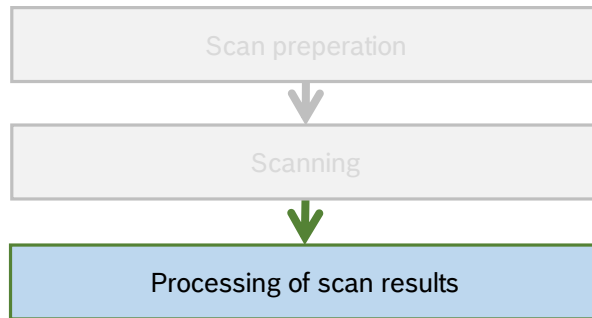 Scan preperation
Scanning
Processing of scan results